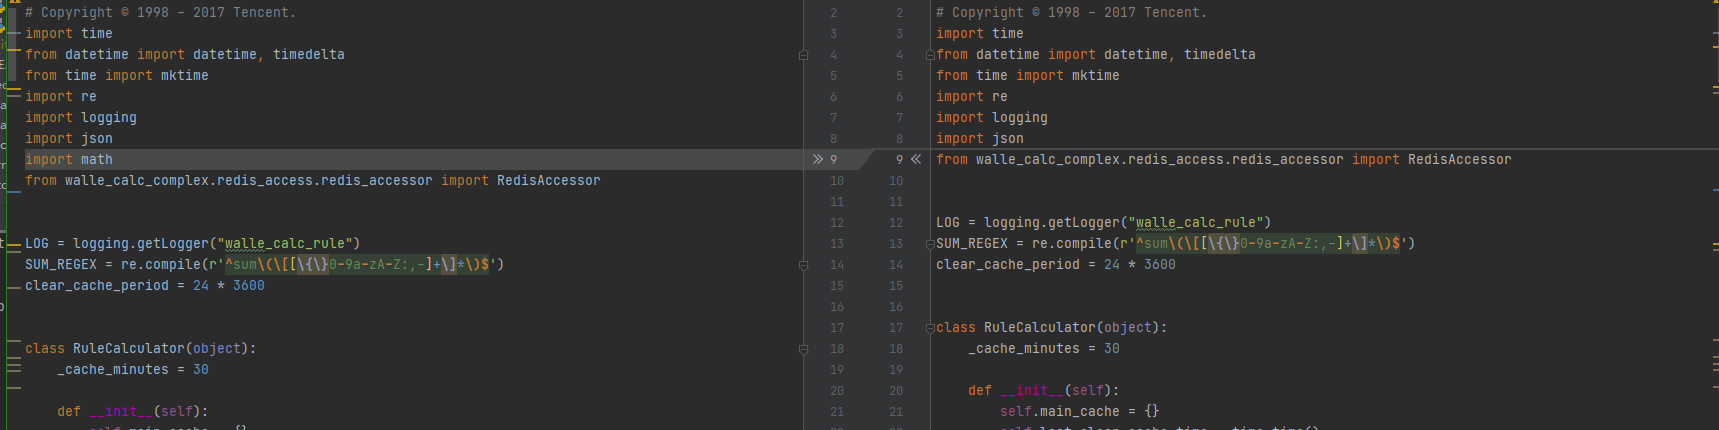 # Copyright © 1998 - 2017 Tencent.
import time
from datetime import datetime, timedelta
from time import mktime
import re
import logging
import json
import math
from walle_calc_complex.redis_access.redis_accessor import RedisAccessor
LOG = logging.getLogger("walle_calc_rule")
SUM_REGEX = re.compile(r'^sum\(\[[\{\}0-9a-zA-Z:,-]+\]*\)$')
clear_cache_period = 24 * 3600
class RuleCalculator(object):
_cache_minutes = 30
def __init__(self):
2
3
4
5
6
7
8
9
10
11
12
13
14
15
16
17
18
19
20
21
2
3
4
5
6
7
8
9
10
11
12
13
14
15
16
17
18
19
20
21
# Copyright © 1998 - 2017 Tencent.
import time
from datetime import datetime, timedelta
from time import mktime
import re
import logging
import json
from walle_calc_complex.redis_access.redis_accessor import RedisAccessor
LOG = logging.getLogger("walle_calc_rule")
SUM_REGEX = re.compile(r'^sum\(\[[\{\}0-9a-zA-Z:,-]+\]*\)$')
clear_cache_period = 24 * 3600
class RuleCalculator(object):
_cache_minutes = 30
def __init__(self):
self.main_cache = {}